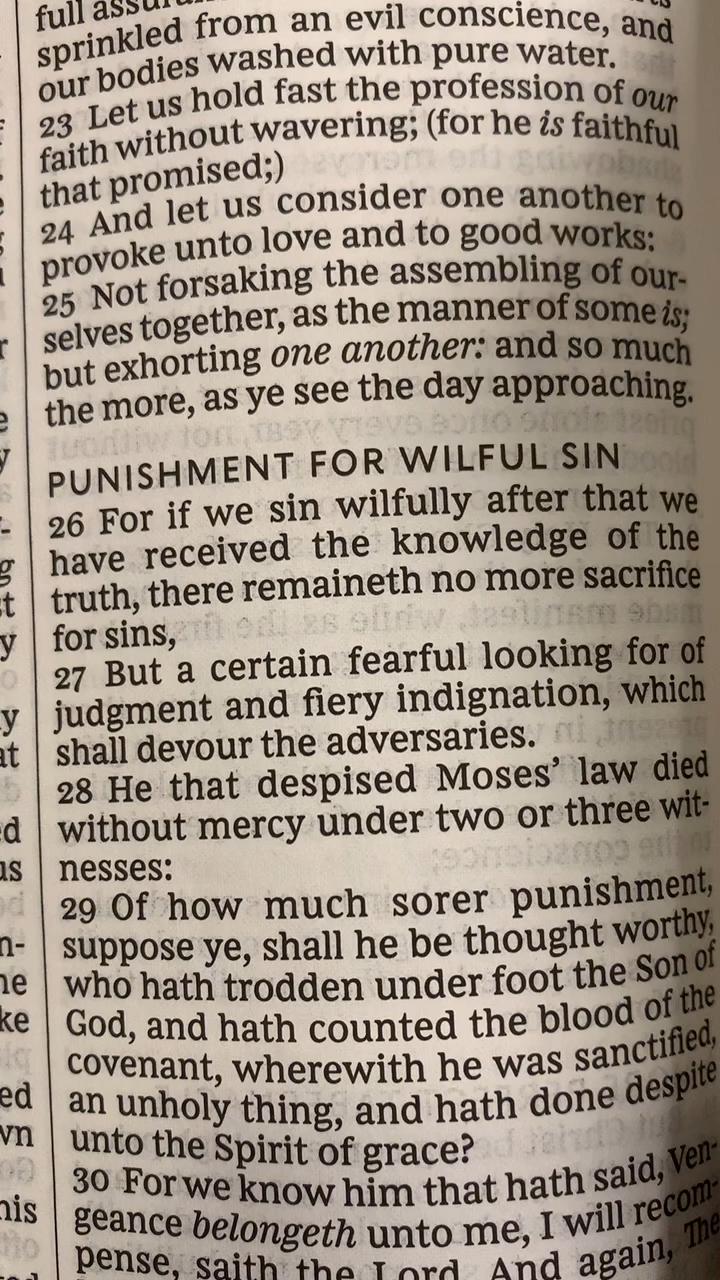 full
sprinkled from an evil conscience, and
our bodies washed with pure water.
23 Let us hold fast the profession of our
faith without wavering; (for he is faithful
that promised;)
24 And let us consider one another to
provoke unto love and to good works:
25 Not forsaking the assembling of our-
selves together, as the manner of some is;
but exhorting one another: and so much
the more, as ye see the day approaching.
PUNISHMENT FOR WILFUL SIN
26 For if we sin wilfully after that we
have received the knowledge of the
truth, there remaineth no more sacrifice
for sins,
27 But a certain fearful looking for of
judgment and fiery indignation, which
shall devour the adversaries.
28 He that despised Moses’ law died
without mercy under two or three wit-
nesses:
29 Of how much sorer punishment,
suppose ye, shall he be thought worthy,
who hath trodden under foot the Son of
God, and hath counted the blood of the
covenant, wherewith he was sanctified,
an unholy thing, and hath done despite
unto the Spirit of grace?
30 For we know him that hath said, Ven-
geance belongeth unto me, I will recom-
pense, saith the Lord. And again, The